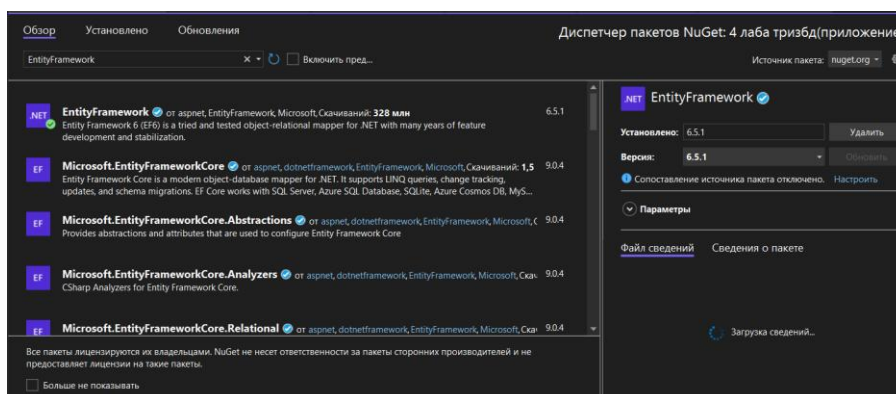 Обзор Установлено Обновления
Диспетчер пакетов NuGet: 4 лаба тризбд(приложение
EntityFramework
Включить пред...
Источник пакета: nuget.org
.NET
EntityFramework от aspnet, EntityFramework, Microsoft, Скачиваний: 328 млн
6.5.1
Entity Framework 6 (EF6) is a tried and tested object-relational mapper for .NET with many years of feature
development and stabilization.
EF
Microsoft.EntityFrameworkCore от aspnet, dotnetframework, EntityFramework, Microsoft, Скачиваний: 1,5
9.0.4
Entity Framework Core is a modern object-database mapper for .NET. It supports LINQ queries, change tracking,
updates, and schema migrations. EF Core works with SQL Server, Azure SQL Database, SQLite, Azure Cosmos DB, MyS...
EF
Microsoft.EntityFrameworkCore.Abstractions от aspnet, dotnetframework, EntityFramework, Microsoft, С
9.0.4
Provides abstractions and attributes that are used to configure Entity Framework Core
EF
Microsoft.EntityFrameworkCore.Analyzers от aspnet, dotnetframework, EntityFramework, Microsoft, Скач
9.0.4
CSharp Analyzers for Entity Framework Core.
EF
Microsoft.EntityFrameworkCore.Relational от aspnet, dotnetframework, EntityFramework, Microsoft, Скач
9.0.4
Все пакеты лицензируются их владельцами. NuGet не несет ответственности за пакеты сторонних производителей и не
предоставляет лицензии на такие пакеты.
Больше не показывать
.NET
EntityFramework
Установлено: 6.5.1 Удалить
Версия: 6.5.1 Обновить
Сопоставление источника пакета отключено. Настроить
Параметры
Файл сведений Сведения о пакете
Загрузка сведений...